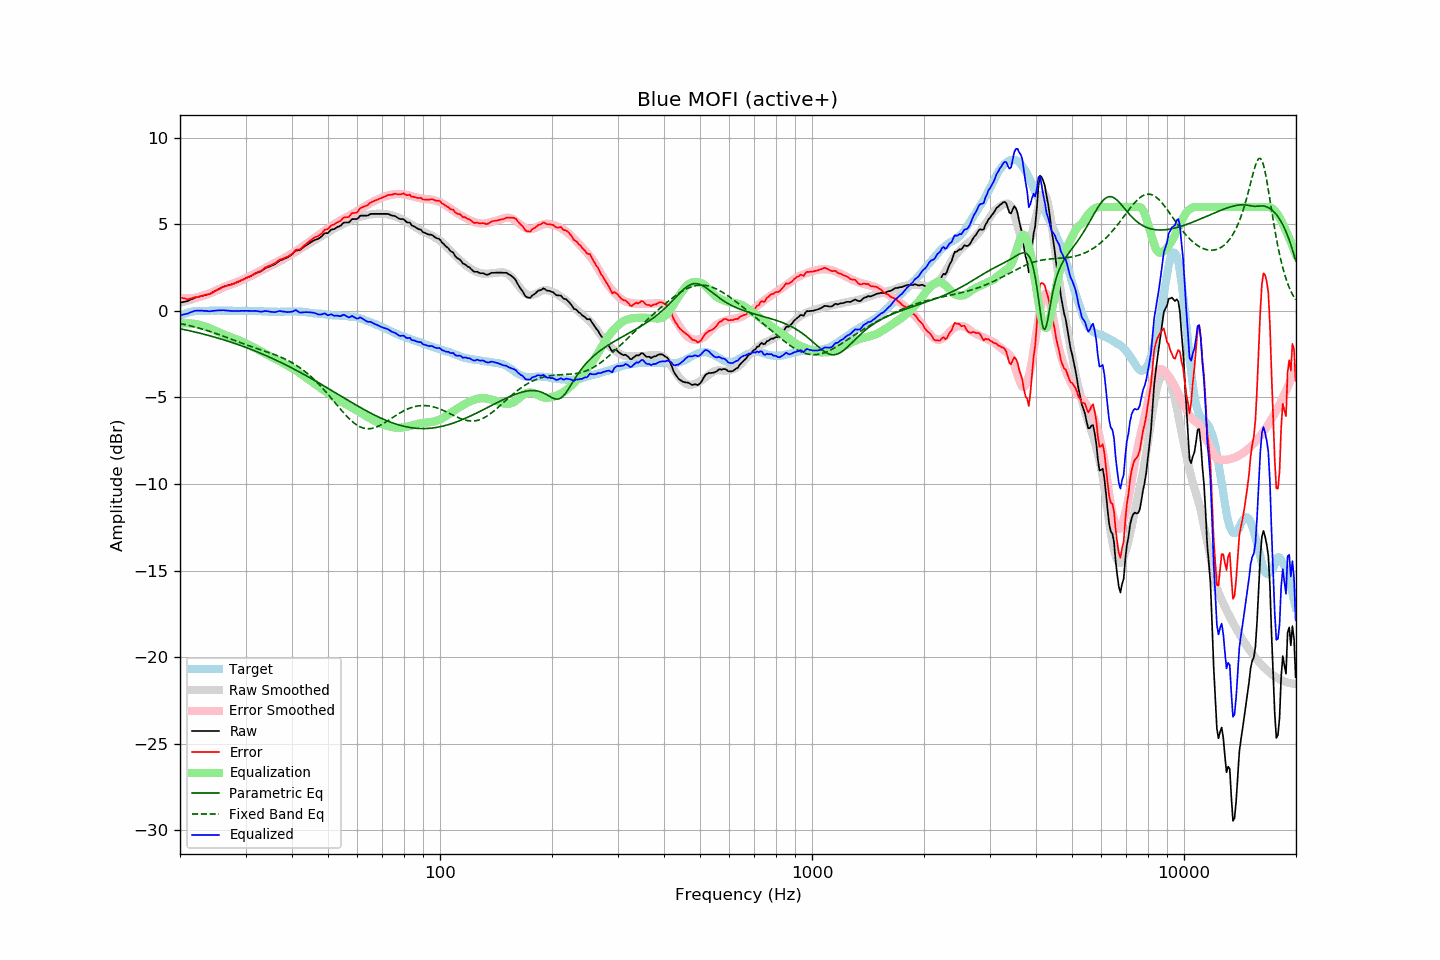 Blue MOFI (active+)
10
5
0
−5
−10
−15
−20
−25
−30
Amplitude (dBr)
Target
Raw Smoothed
Error Smoothed
Raw
Error
Equalization
Parametric Eq
Fixed Band Eq
Equalized
100 1000 10000
Frequency (Hz)